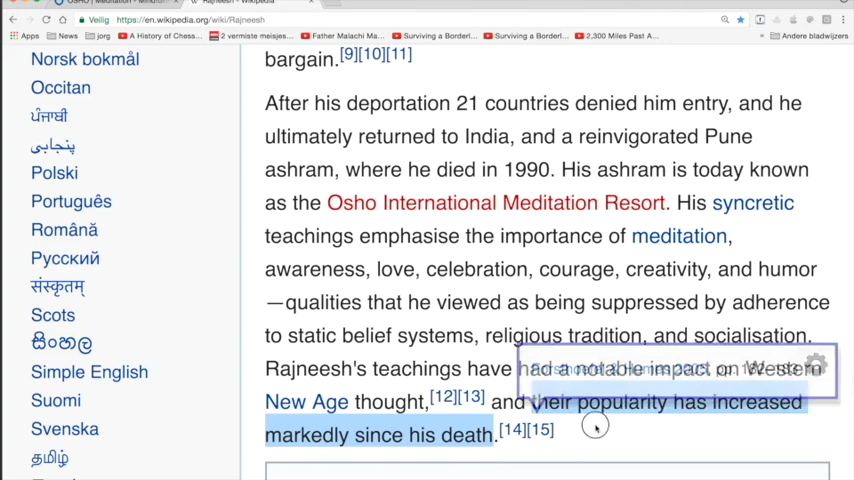 OSHO | Meditation - Mindfuln
Rajneesh - Wikipedia
Veilig
https://en.wikipedia.org/wiki/Rajneesh
Apps
News
jorg
A History of Chess...
2 vermiste meisjes...
Father Malachi Ma...
Surviving a Borderl...
Surviving a Borderl...
2,300 Miles Past A...
»
Andere bladwijzers
Norsk bokmål
Occitan
ਪੰਜਾਬੀ
پنجابی
Polski
Português
Română
Русский
संस्कृतम्
Scots
සිංහල
Simple English
Suomi
Svenska
தமிழ்
bargain.[9][10][11]
After his deportation 21 countries denied him entry, and he
ultimately returned to India, and a reinvigorated Pune
ashram, where he died in 1990. His ashram is today known
as the Osho International Meditation Resort. His syncretic
teachings emphasise the importance of meditation,
awareness, love, celebration, courage, creativity, and humor
—qualities that he viewed as being suppressed by adherence
to static belief systems, religious tradition, and socialisation.
Rajneesh's teachings have had a notable impact on Western
New Age thought,[12][13] and their popularity has increased
markedly since his death.[14][15]